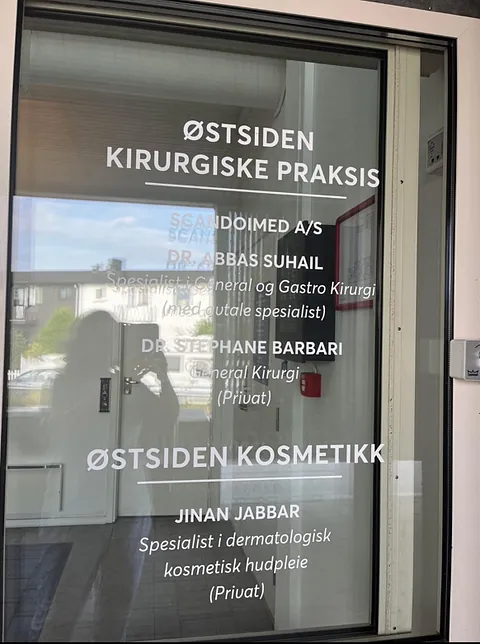 ØSTSIDEN
KIRURGISKE PRAKSIS
SCANDOIMED A/S
DR. ABBAS SUHAIL
Spesialist i General og Gastro Kirurgi
(med avtale spesialist)
DR. STEPHANE BARBARI
General Kirurgi
(Privat)
ØSTSIDEN KOSMETIKK
JINAN JABBAR
Spesialist i dermatologisk
kosmetisk hudpleie
(Privat)